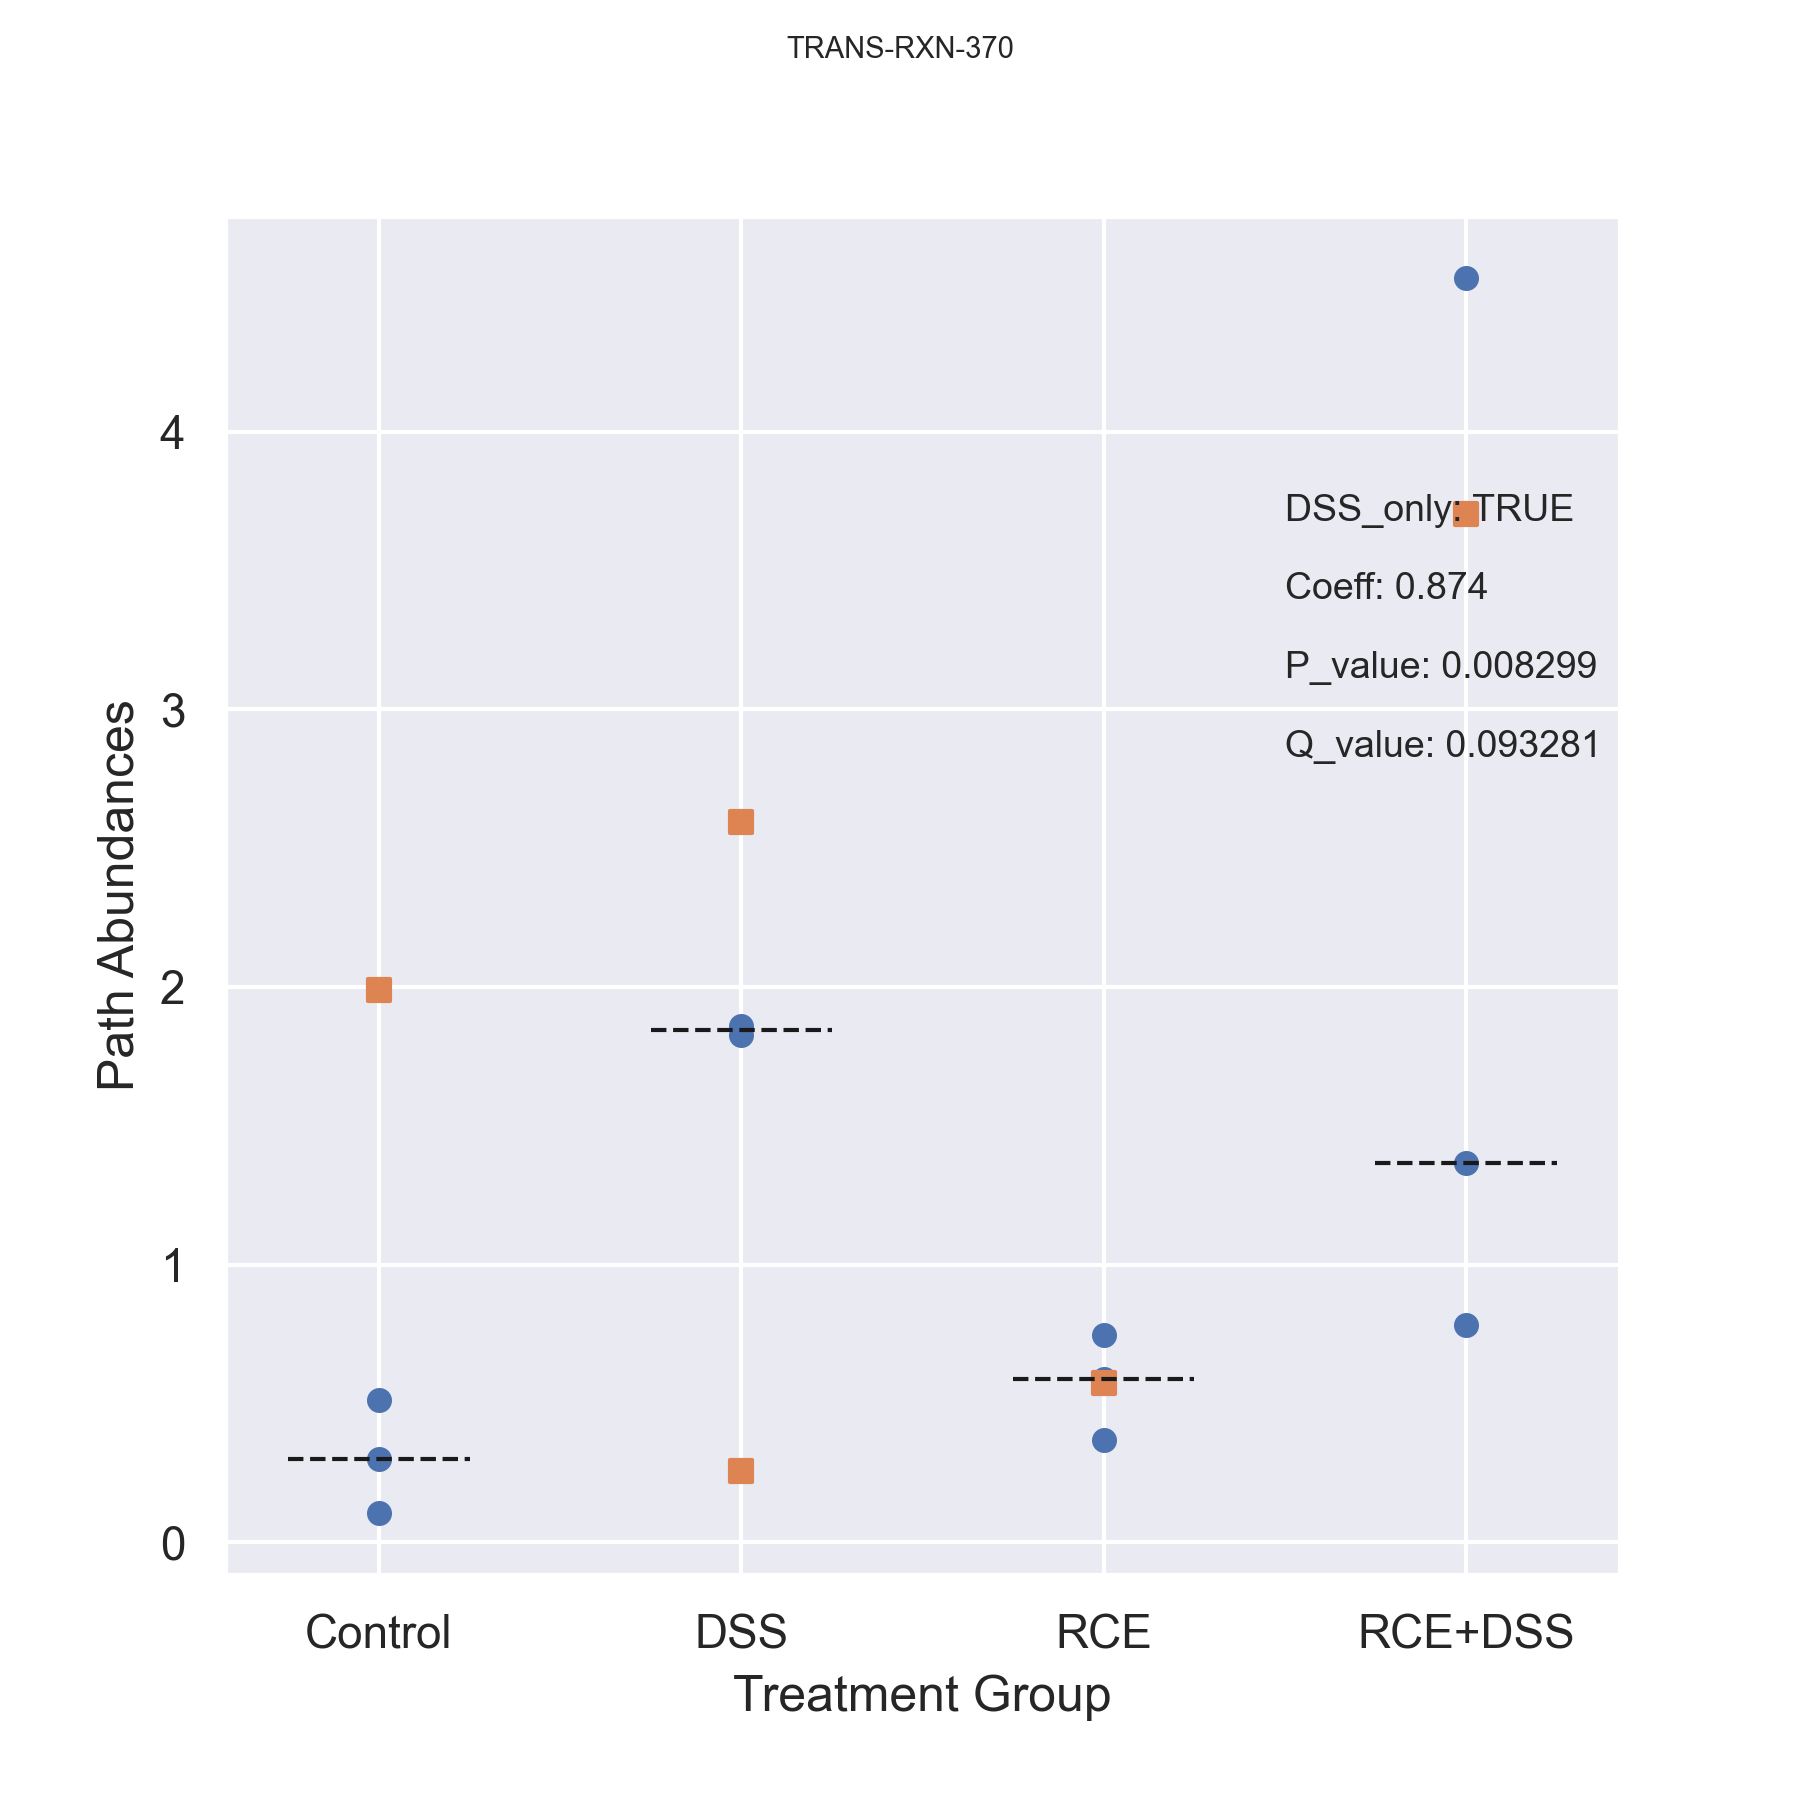 TRANS-RXN-370
4
3
2
1
0
Path Abundances
DSS_only: TRUE
Coeff: 0.874
P_value: 0.008299
Q_value: 0.093281
Control
DSS
RCE
RCE+DSS
Treatment Group